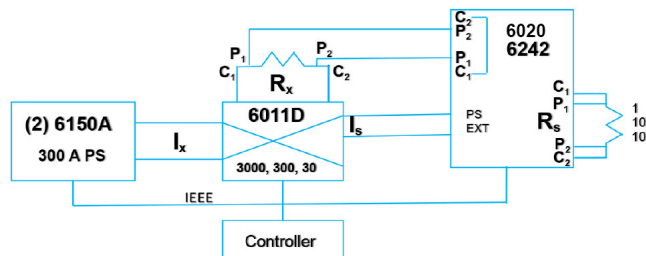 C2
P2
6020
6242
P1
P2
P1
C1
C1
C2
Rx
C1
P1
Rs
1
10
10
P2
C2
(2) 6150A
300 A PS
Ix
6011D
Is
3000, 300, 30
PS
EXT
IEEE
Controller